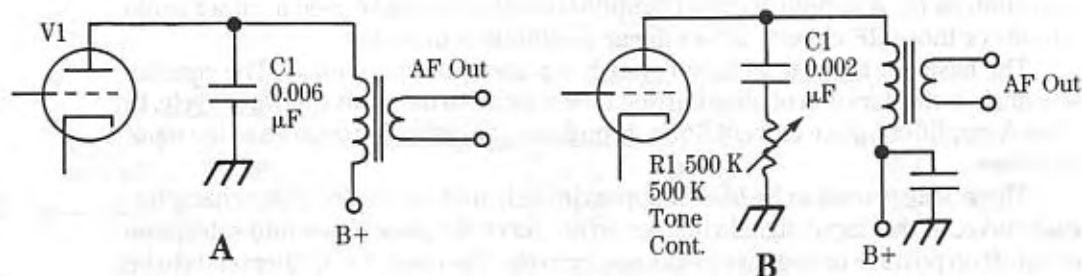 V1
C1
0.006
µF
AF Out
B+
A
C1
0.002
µF
AF Out
R1 500 K
500 K
Tone
Cont.
B+
B